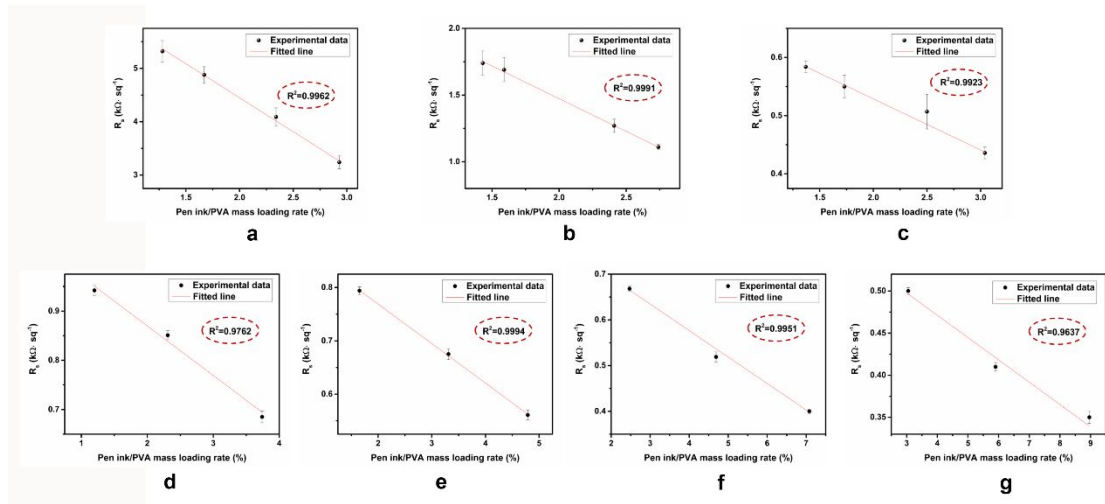 Experimental data
Fitted line
R²=0.9962
Rs (kΩ· sq⁻¹)
5
4
3
1.5 2.0 2.5 3.0
Pen ink/PVA mass loading rate (%)
a
Experimental data
Fitted line
R²=0.9991
Rs (kΩ· sq⁻¹)
2.0
1.5
1.0
1.5 2.0 2.5
Pen ink/PVA mass loading rate (%)
b
Experimental data
Fitted line
R²=0.9923
Rs (kΩ· sq⁻¹)
0.6
0.5
0.4
1.5 2.0 2.5 3.0
Pen ink/PVA mass loading rate (%)
c
Experimental data
Fitted line
R²=0.9762
Rs (kΩ· sq⁻¹)
0.9
0.8
0.7
1 2 3 4
Pen ink/PVA mass loading rate (%)
d
Experimental data
Fitted line
R²=0.9994
Rs (kΩ· sq⁻¹)
0.8
0.7
0.6
2 3 4 5
Pen ink/PVA mass loading rate (%)
e
Experimental data
Fitted line
R²=0.9951
Rs (kΩ· sq⁻¹)
0.7
0.6
0.5
0.4
2 3 4 5 6 7
Pen ink/PVA mass loading rate (%)
f
Experimental data
Fitted line
R²=0.9637
Rs (kΩ· sq⁻¹)
0.50
0.45
0.40
0.35
3 4 5 6 7 8 9
Pen ink/PVA mass loading rate (%)
g